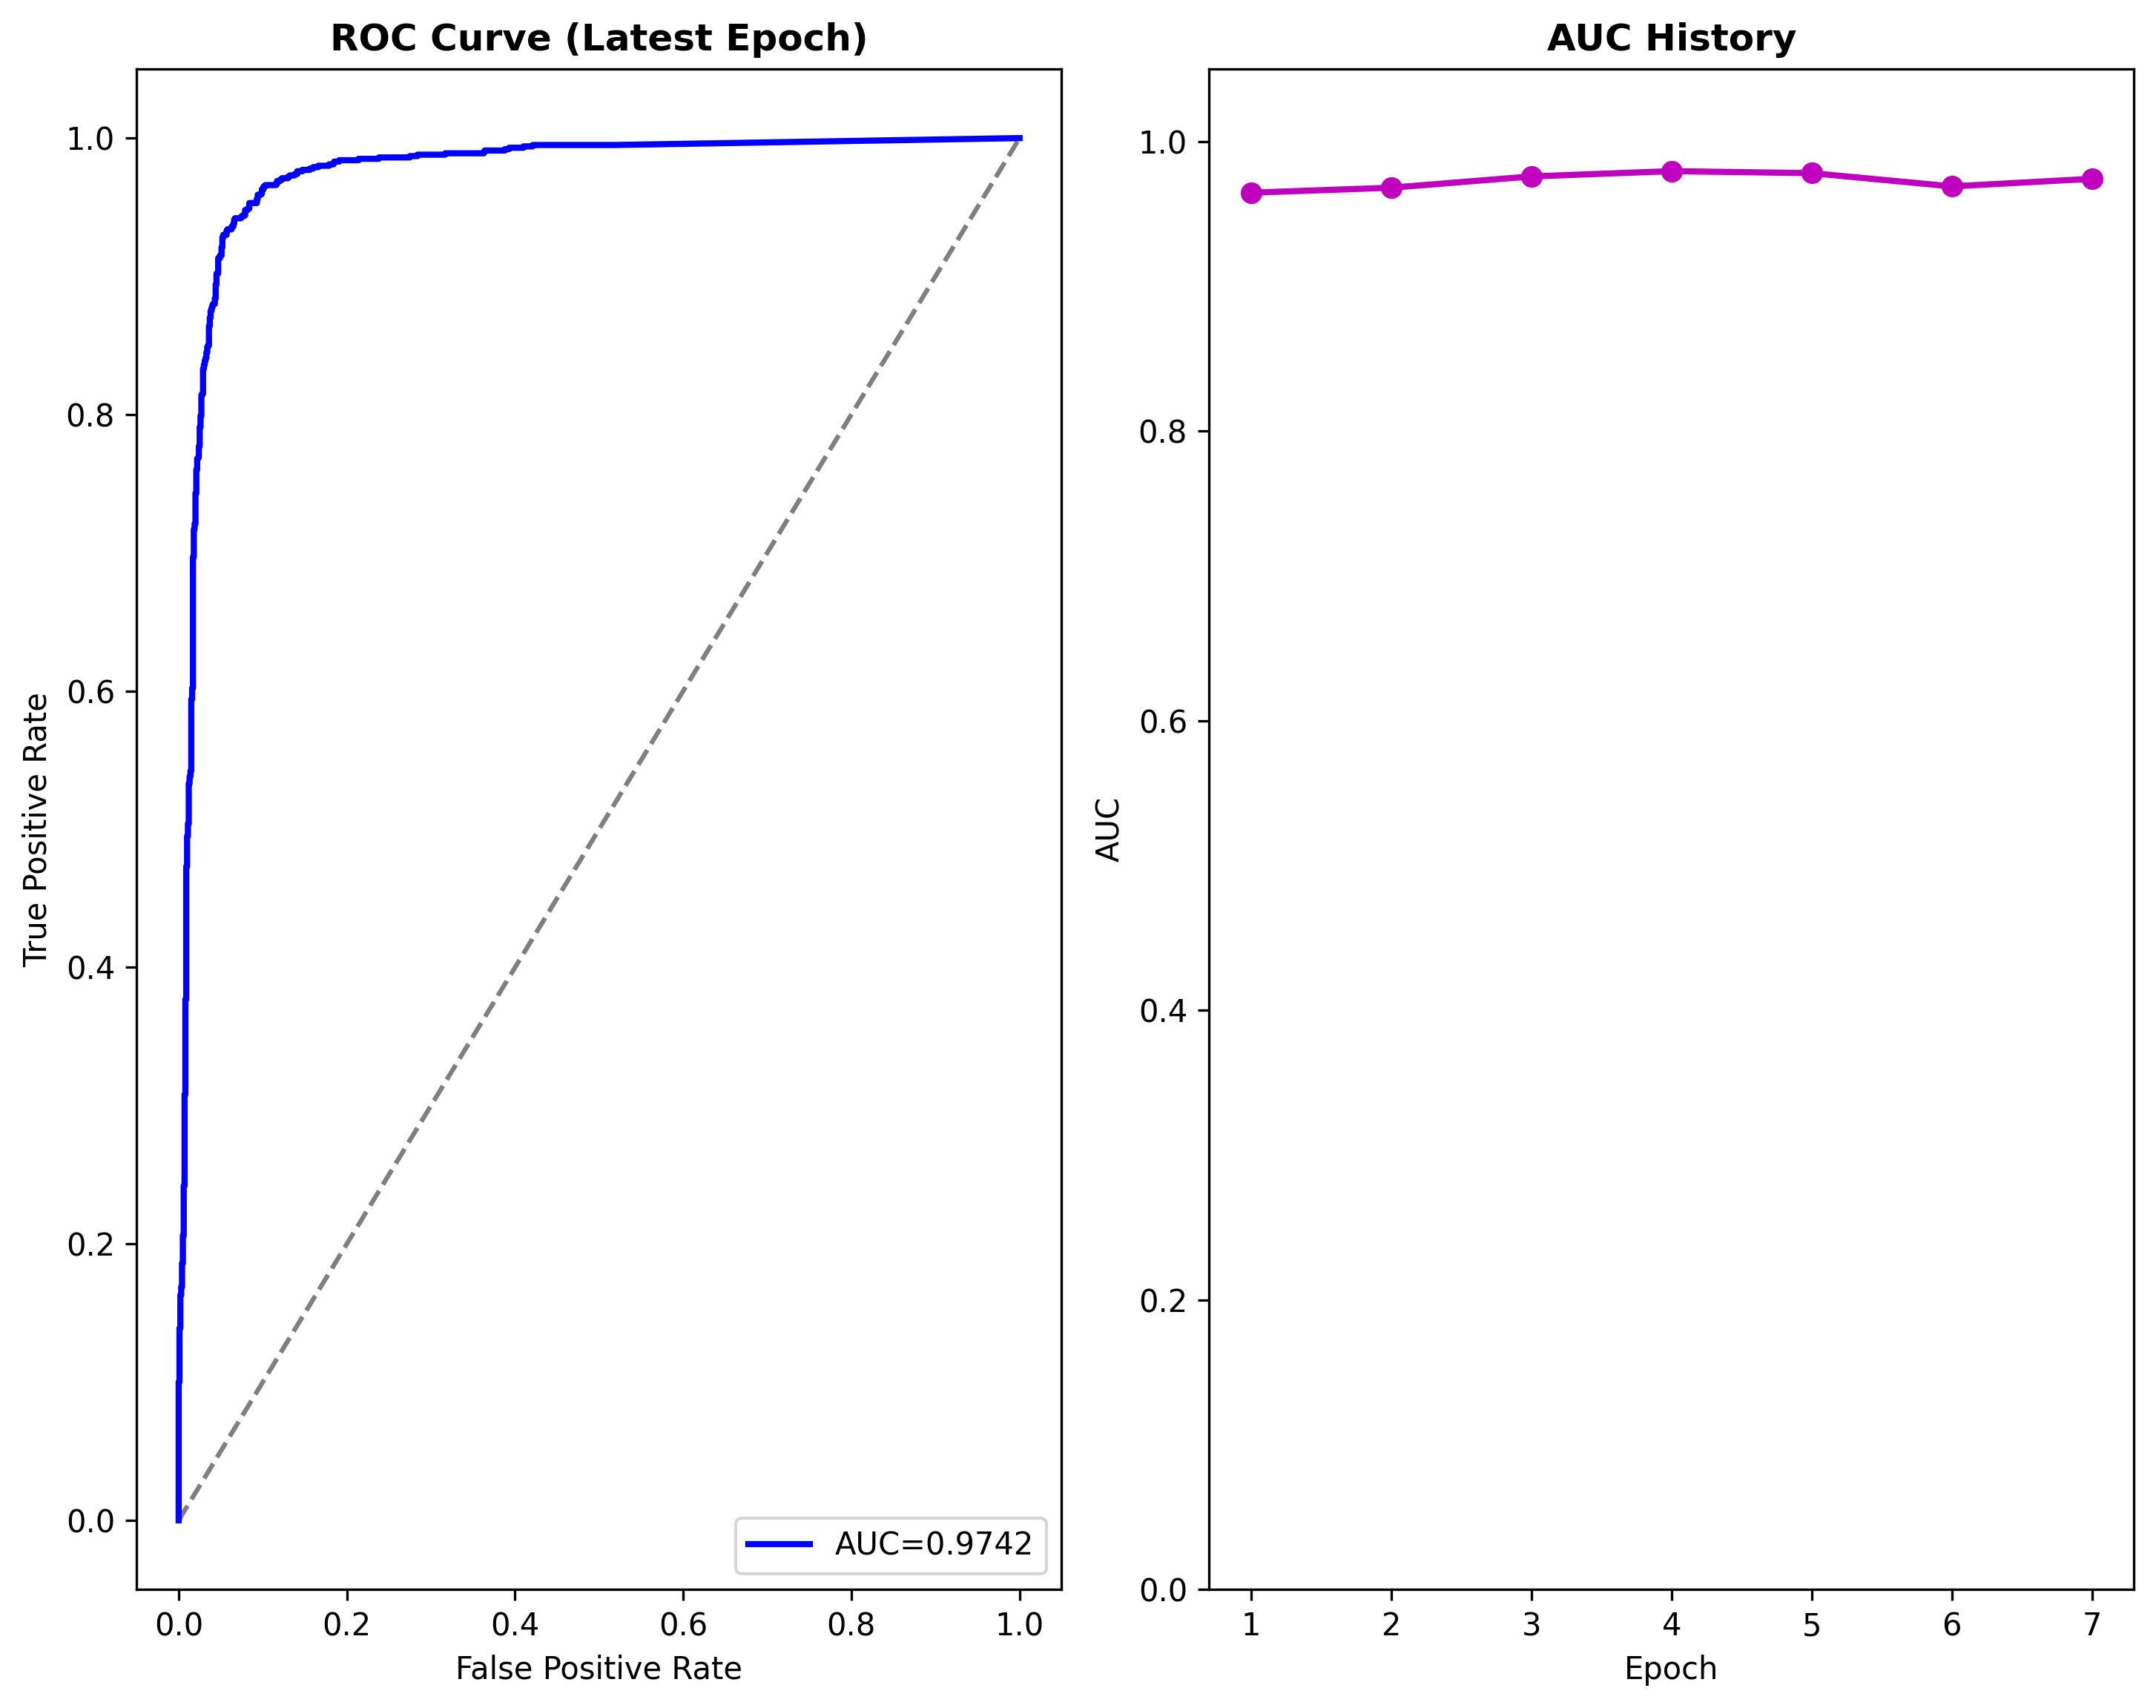 ROC Curve (Latest Epoch)
True Positive Rate
1.0
0.8
0.6
0.4
0.2
0.0
AUC=0.9742
0.0 0.2 0.4 0.6 0.8 1.0
False Positive Rate
AUC History
AUC
1.0
0.8
0.6
0.4
0.2
0.0
1 2 3 4 5 6 7
Epoch